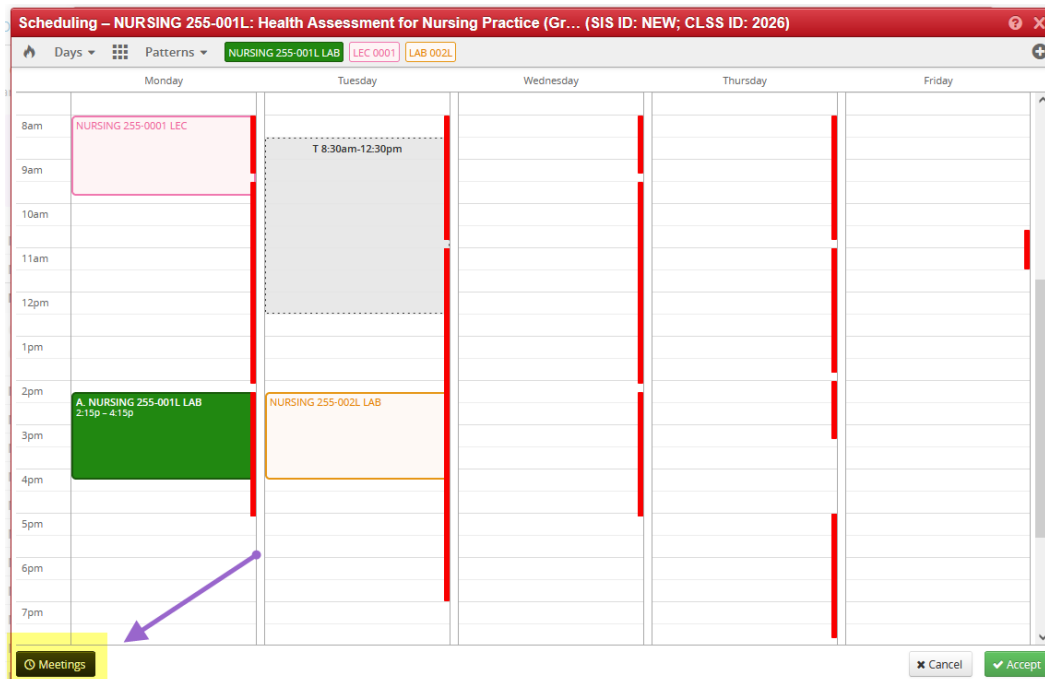 Scheduling – NURSING 255-001L: Health Assessment for Nursing Practice (Gr… (SIS ID: NEW; CLSS ID: 2026)
Days Patterns NURSING 255-001L LAB LEC 0001 LAB 002L
Monday Tuesday Wednesday Thursday Friday
8am
NURSING 255-0001 LEC
T 8:30am-12:30pm
9am
10am
11am
12pm
1pm
2pm
A. NURSING 255-001L LAB
2:15p – 4:15p
NURSING 255-002L LAB
3pm
4pm
5pm
6pm
7pm
Meetings
Cancel
Accept